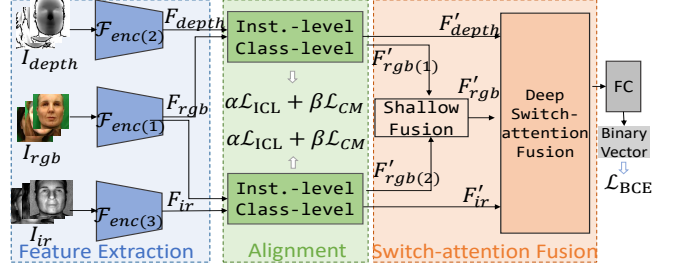 F_depth
F'_depth
I_depth
𝓕_enc(2)
Inst.-level
Class-level
F'_rgb(1)
F_rgb
F'_rgb
I_rgb
𝓕_enc(1)
α𝓛_ICL + β𝓛_CM
α𝓛_ICL + β𝓛_CM
Shallow
Fusion
Deep
Switch-
attention
Fusion
FC
Binary
Vector
𝓛_BCE
F'_rgb(2)
Inst.-level
Class-level
I_ir
𝓕_enc(3)
F_ir
F'_ir
Feature Extraction
Alignment
Switch-attention Fusion